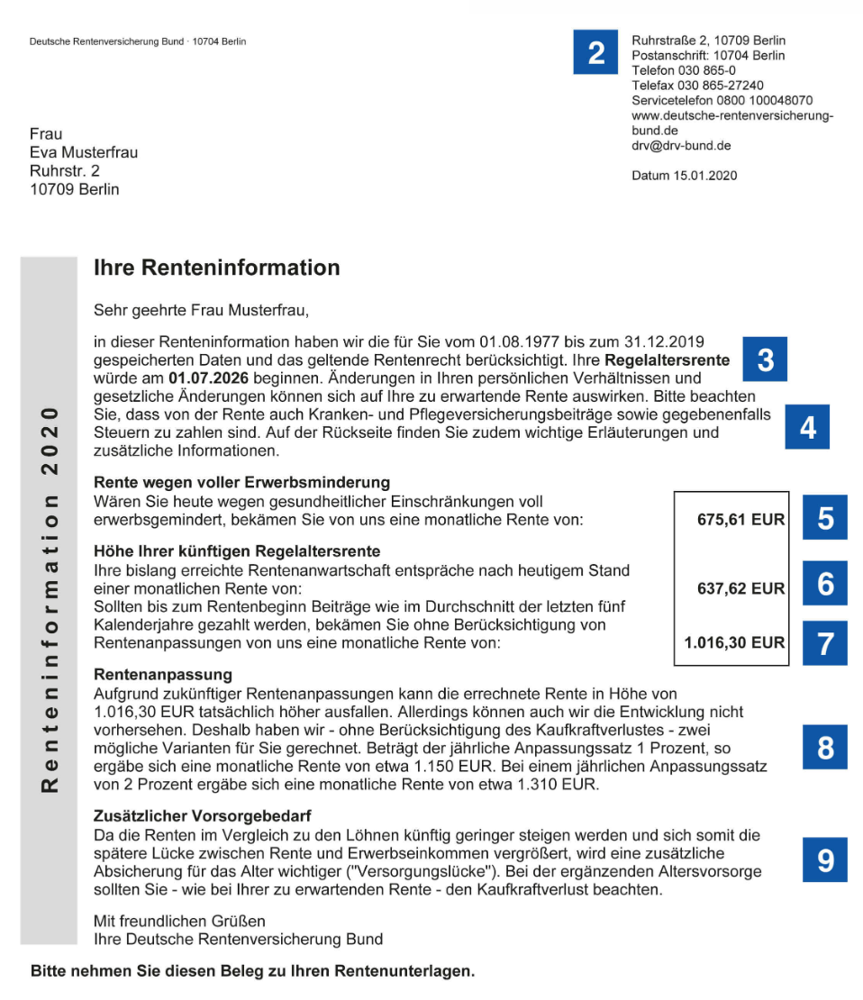 Deutsche Rentenversicherung Bund · 10704 Berlin
2
Ruhrstraße 2, 10709 Berlin
Postanschrift: 10704 Berlin
Telefon 030 865-0
Telefax 030 865-27240
Servicetelefon 0800 100048070
www.deutsche-rentenversicherung-
bund.de
drv@drv-bund.de
Datum 15.01.2020
Frau
Eva Musterfrau
Ruhrstr. 2
10709 Berlin
Renteninformation 2020
Ihre Renteninformation
Sehr geehrte Frau Musterfrau,
in dieser Renteninformation haben wir die für Sie vom 01.08.1977 bis zum 31.12.2019
gespeicherten Daten und das geltende Rentenrecht berücksichtigt. Ihre Regelaltersrente
würde am 01.07.2026 beginnen. Änderungen in Ihren persönlichen Verhältnissen und
gesetzliche Änderungen können sich auf Ihre zu erwartende Rente auswirken. Bitte beachten
Sie, dass von der Rente auch Kranken- und Pflegeversicherungsbeiträge sowie gegebenenfalls
Steuern zu zahlen sind. Auf der Rückseite finden Sie zudem wichtige Erläuterungen und
zusätzliche Informationen.
3
4
Rente wegen voller Erwerbsminderung
Wären Sie heute wegen gesundheitlicher Einschränkungen voll
erwerbsgemindert, bekämen Sie von uns eine monatliche Rente von:
675,61 EUR
5
Höhe Ihrer künftigen Regelaltersrente
Ihre bislang erreichte Rentenanwartschaft entspräche nach heutigem Stand
einer monatlichen Rente von:
637,62 EUR
6
Sollten bis zum Rentenbeginn Beiträge wie im Durchschnitt der letzten fünf
Kalenderjahre gezahlt werden, bekämen Sie ohne Berücksichtigung von
Rentenanpassungen von uns eine monatliche Rente von:
1.016,30 EUR
7
Rentenanpassung
Aufgrund zukünftiger Rentenanpassungen kann die errechnete Rente in Höhe von
1.016,30 EUR tatsächlich höher ausfallen. Allerdings können auch wir die Entwicklung nicht
vorhersehen. Deshalb haben wir - ohne Berücksichtigung des Kaufkraftverlustes - zwei
mögliche Varianten für Sie gerechnet. Beträgt der jährliche Anpassungssatz 1 Prozent, so
ergäbe sich eine monatliche Rente von etwa 1.150 EUR. Bei einem jährlichen Anpassungssatz
von 2 Prozent ergäbe sich eine monatliche Rente von etwa 1.310 EUR.
8
Zusätzlicher Vorsorgebedarf
Da die Renten im Vergleich zu den Löhnen künftig geringer steigen werden und sich somit die
spätere Lücke zwischen Rente und Erwerbseinkommen vergrößert, wird eine zusätzliche
Absicherung für das Alter wichtiger ("Versorgungslücke"). Bei der ergänzenden Altersvorsorge
sollten Sie - wie bei Ihrer zu erwartenden Rente - den Kaufkraftverlust beachten.
9
Mit freundlichen Grüßen
Ihre Deutsche Rentenversicherung Bund
Bitte nehmen Sie diesen Beleg zu Ihren Rentenunterlagen.